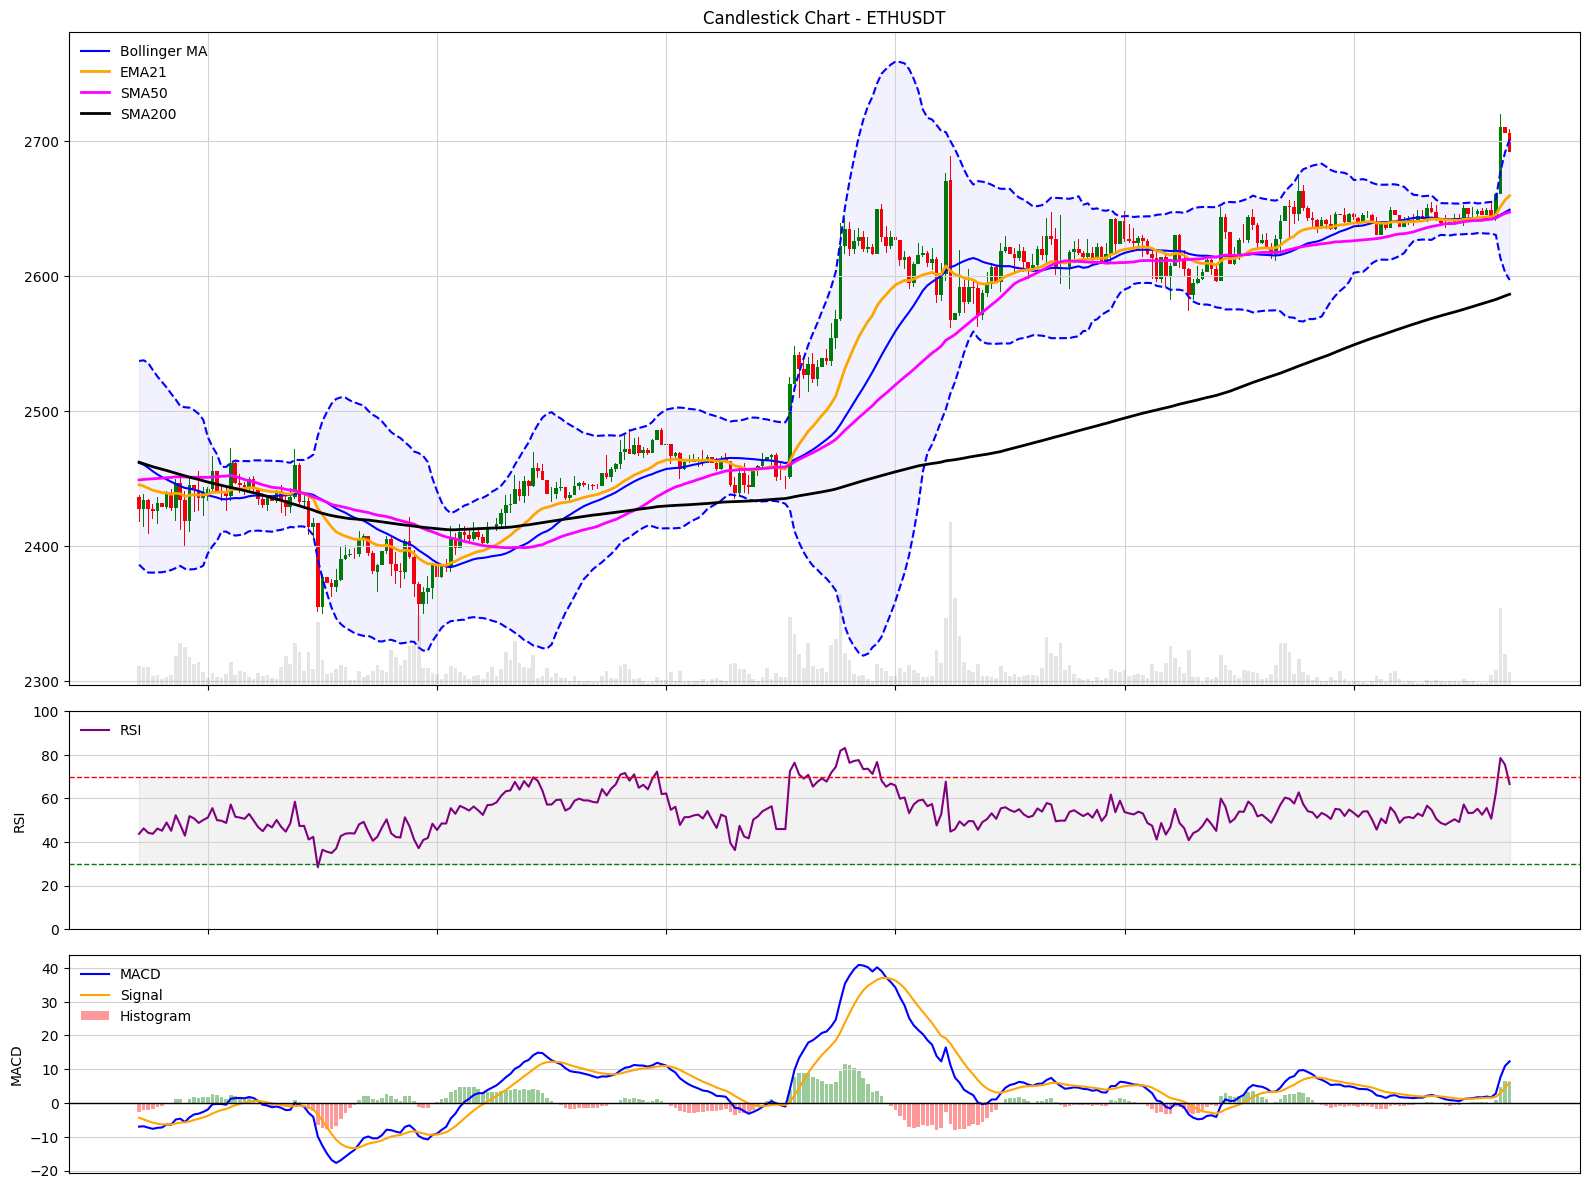 Candlestick Chart - ETHUSDT
Bollinger MA
EMA21
SMA50
SMA200
2700
2600
2500
2400
2300
100
80
60
40
20
0
RSI
RSI
40
30
20
10
0
−10
−20
MACD
MACD
Signal
Histogram